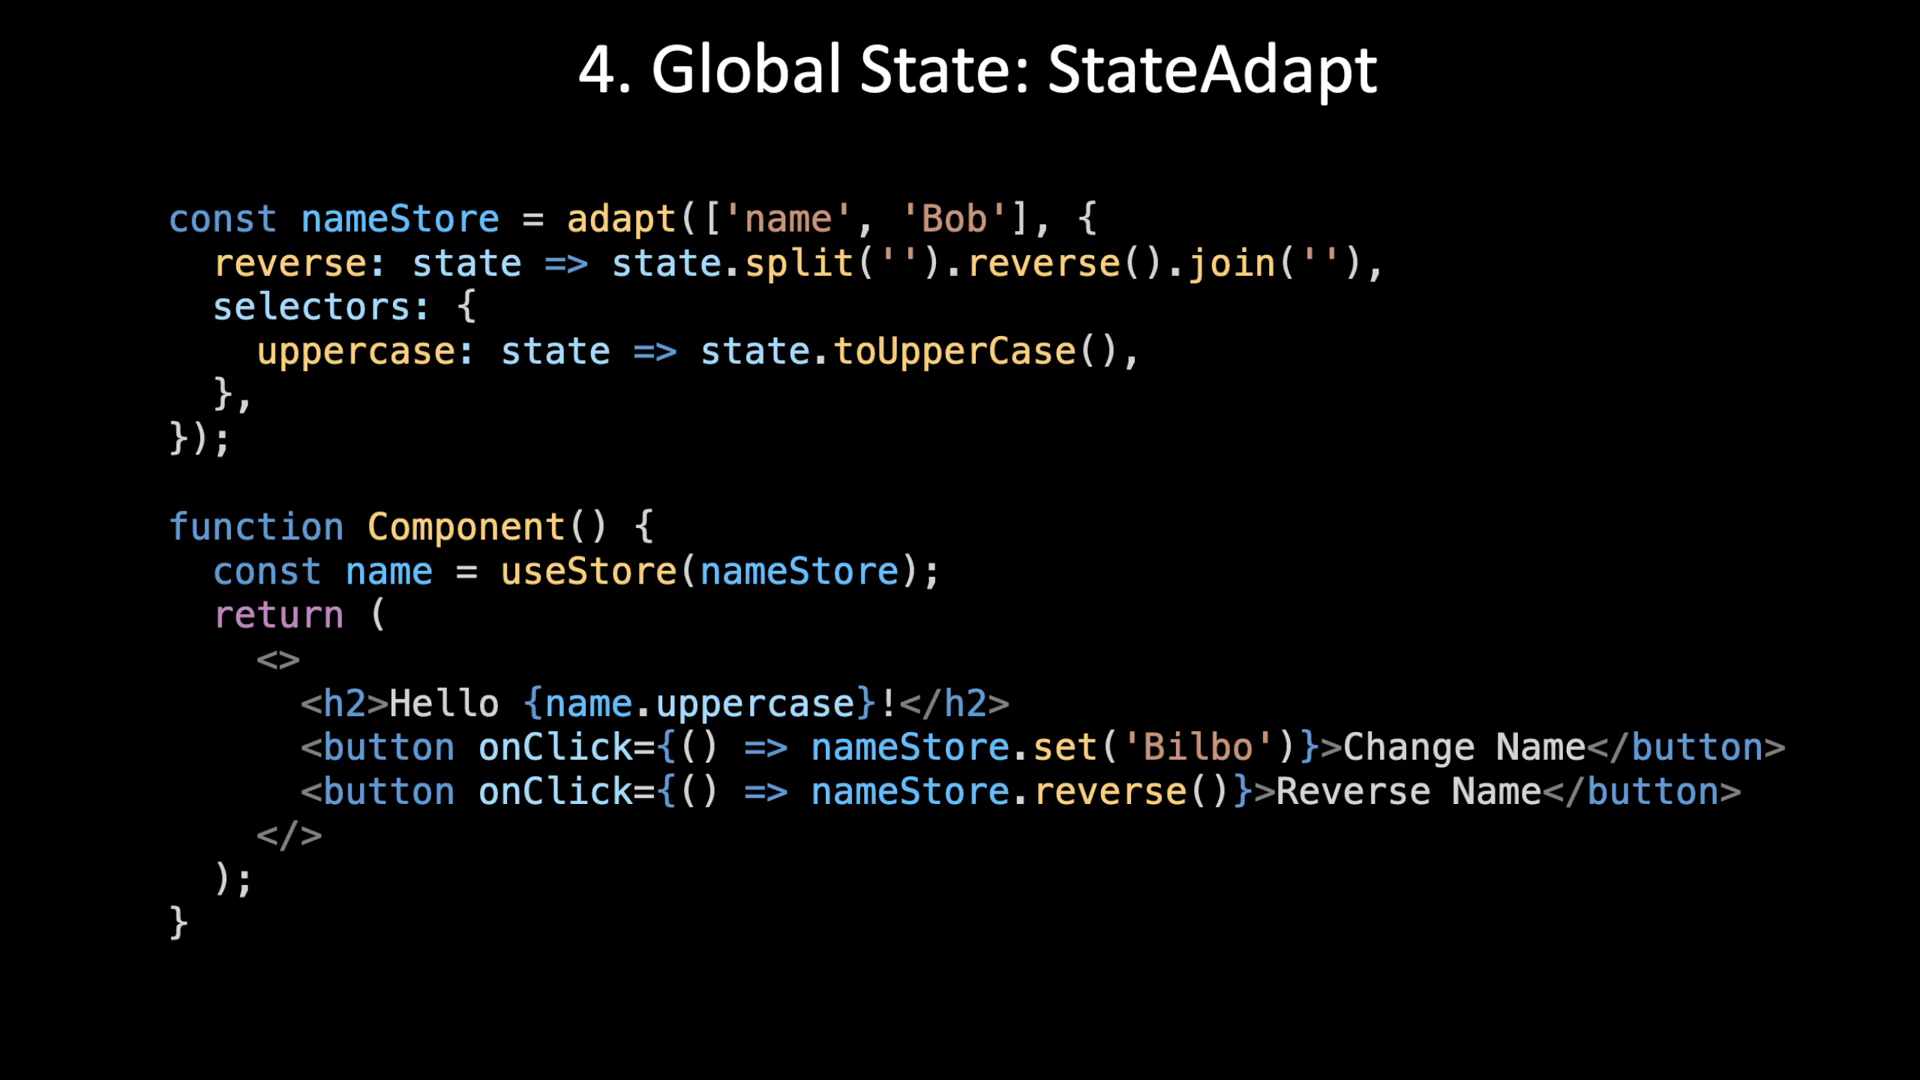 4. Global State: StateAdapt
const nameStore = adapt(['name', 'Bob'], {
  reverse: state => state.split('').reverse().join(''),
  selectors: {
    uppercase: state => state.toUpperCase(),
  },
});
function Component() {
  const name = useStore(nameStore);
  return (
    <>
      <h2>Hello {name.uppercase}!</h2>
      <button onClick={() => nameStore.set('Bilbo')}>Change Name</button>
      <button onClick={() => nameStore.reverse()}>Reverse Name</button>
    </>
  );
}